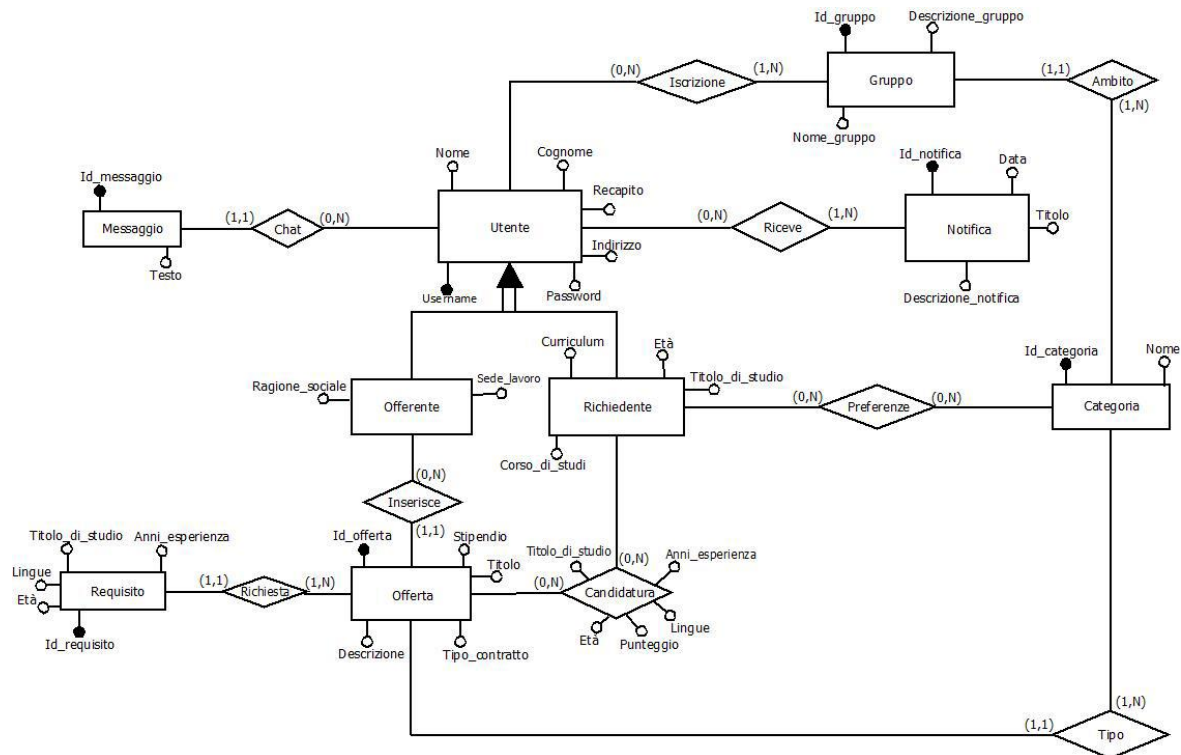 Id_gruppo
Descrizione_gruppo
(0,N)
Iscrizione
(1,N)
Gruppo
(1,1)
Ambito
(1,N)
Nome_gruppo
Nome
Cognome
Id_notifica
Data
Id_messaggio
Recapito
Messaggio
(1,1)
Chat
(0,N)
Utente
(0,N)
Riceve
(1,N)
Notifica
Titolo
Testo
Indirizzo
Username
Password
Descrizione_notifica
Curriculum
Età
Id_categoria
Nome
Ragione_sociale
Sede_lavoro
Titolo_di_studio
Offerente
Richiedente
(0,N)
Preferenze
(0,N)
Categoria
Corso_di_studi
(0,N)
Inserisce
(1,1)
Titolo_di_studio
Anni_esperienza
Id_offerta
Stipendio
Titolo
Titolo_di_studio
(0,N)
Anni_esperienza
Lingue
Età
Requisito
(1,1)
Richiesta
(1,N)
Offerta
(0,N)
Candidatura
Lingue
Id_requisito
Descrizione
Tipo_contratto
Età
Punteggio
(1,N)
(1,1)
Tipo